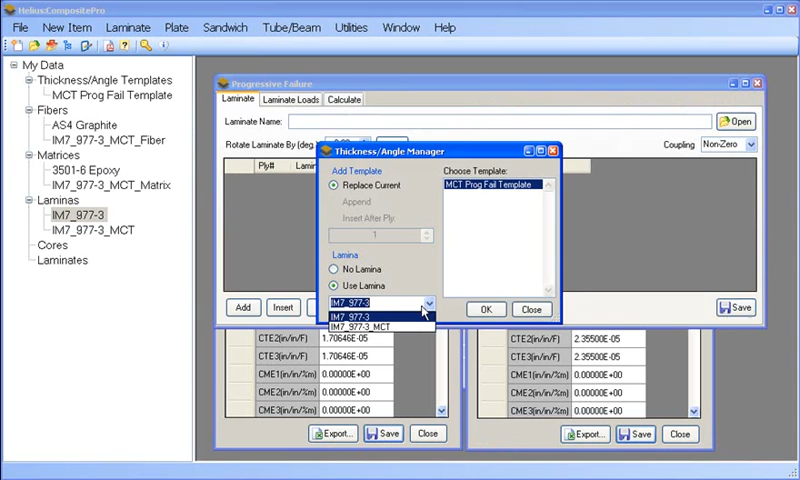 Helius:CompositePro
File New Item Laminate Plate Sandwich Tube/Beam Utilities Window Help
My Data
Thickness/Angle Templates
MCT Prog Fail Template
Fibers
AS4 Graphite
IM7_977-3_MCT_Fiber
Matrices
3501-6 Epoxy
IM7_977-3_MCT_Matrix
Laminas
IM7_977-3
IM7_977-3_MCT
Cores
Laminates
Progressive Failure
Laminate Laminate Loads Calculate
Laminate Name: Open
Rotate Laminate By (deg. Coupling Non-Zero
Ply#
Thickness/Angle Manager
Add Template
Replace Current
Append
Insert After Ply:
1
Lamina
No Lamina
Use Lamina
IM7_977-3
IM7_977-3
IM7_977-3_MCT
Choose Template:
MCT Prog Fail Template
OK Close
Add Insert Save
CTE2(in/in/F) 1.70646E-05
CTE3(in/in/F) 1.70646E-05
CME1(in/in/%m) 0.00000E+00
CME2(in/in/%m) 0.00000E+00
CME3(in/in/%m) 0.00000E+00
Export... Save Close
CTE2(in/in/F) 2.35500E-05
CTE3(in/in/F) 2.35500E-05
CME1(in/in/%m) 0.00000E+00
CME2(in/in/%m) 0.00000E+00
CME3(in/in/%m) 0.00000E+00
Export... Save Close